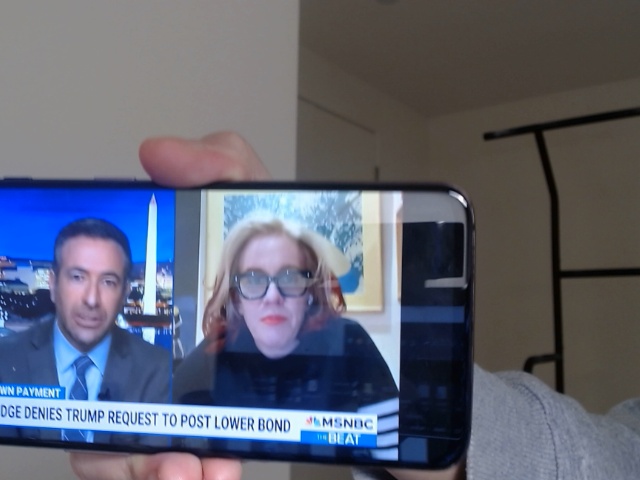 WN PAYMENT
DGE DENIES TRUMP REQUEST TO POST LOWER BOND
MSNBC
THE BEAT